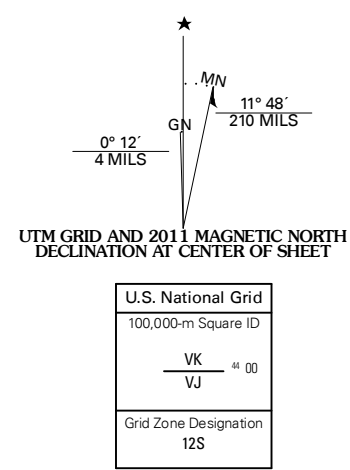 ★
MN
11° 48´
210 MILS
GN
0° 12´
4 MILS
UTM GRID AND 2011 MAGNETIC NORTH
DECLINATION AT CENTER OF SHEET
U.S. National Grid
100,000-m Square ID
VK
44 00
VJ
Grid Zone Designation
12S